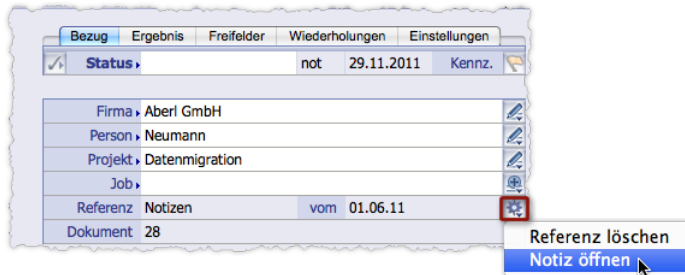 Bezug Ergebnis Freifelder Wiederholungen Einstellungen
Status not 29.11.2011 Kennz.
Firma Aberl GmbH
Person Neumann
Projekt Datenmigration
Job
Referenz Notizen vom 01.06.11
Dokument 28
Referenz löschen
Notiz öffnen